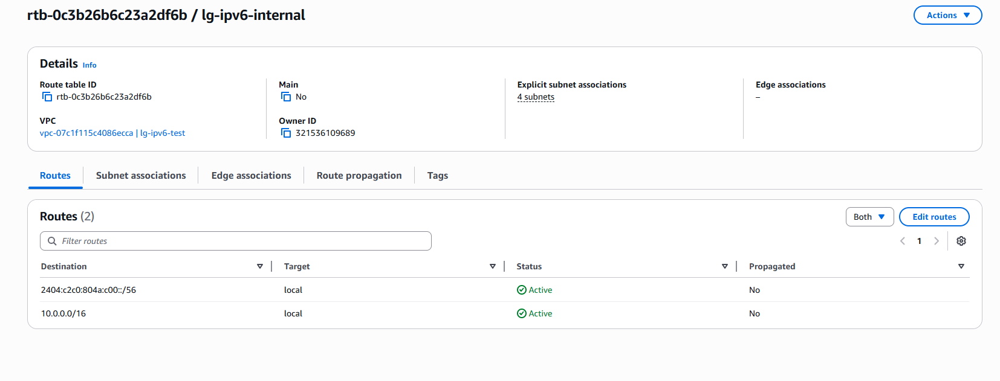 rtb-0c3b26b6c23a2df6b / lg-ipv6-internal
Actions
Details Info
Route table ID
rtb-0c3b26b6c23a2df6b
Main
No
Explicit subnet associations
4 subnets
Edge associations
–
VPC
vpc-07c1f115c4086ecca | lg-ipv6-test
Owner ID
321536109689
Routes
Subnet associations
Edge associations
Route propagation
Tags
Routes (2)
Both
Edit routes
Filter routes
1
Destination Target Status Propagated
2404:c2c0:804a:c00::/56 local Active No
10.0.0.0/16 local Active No